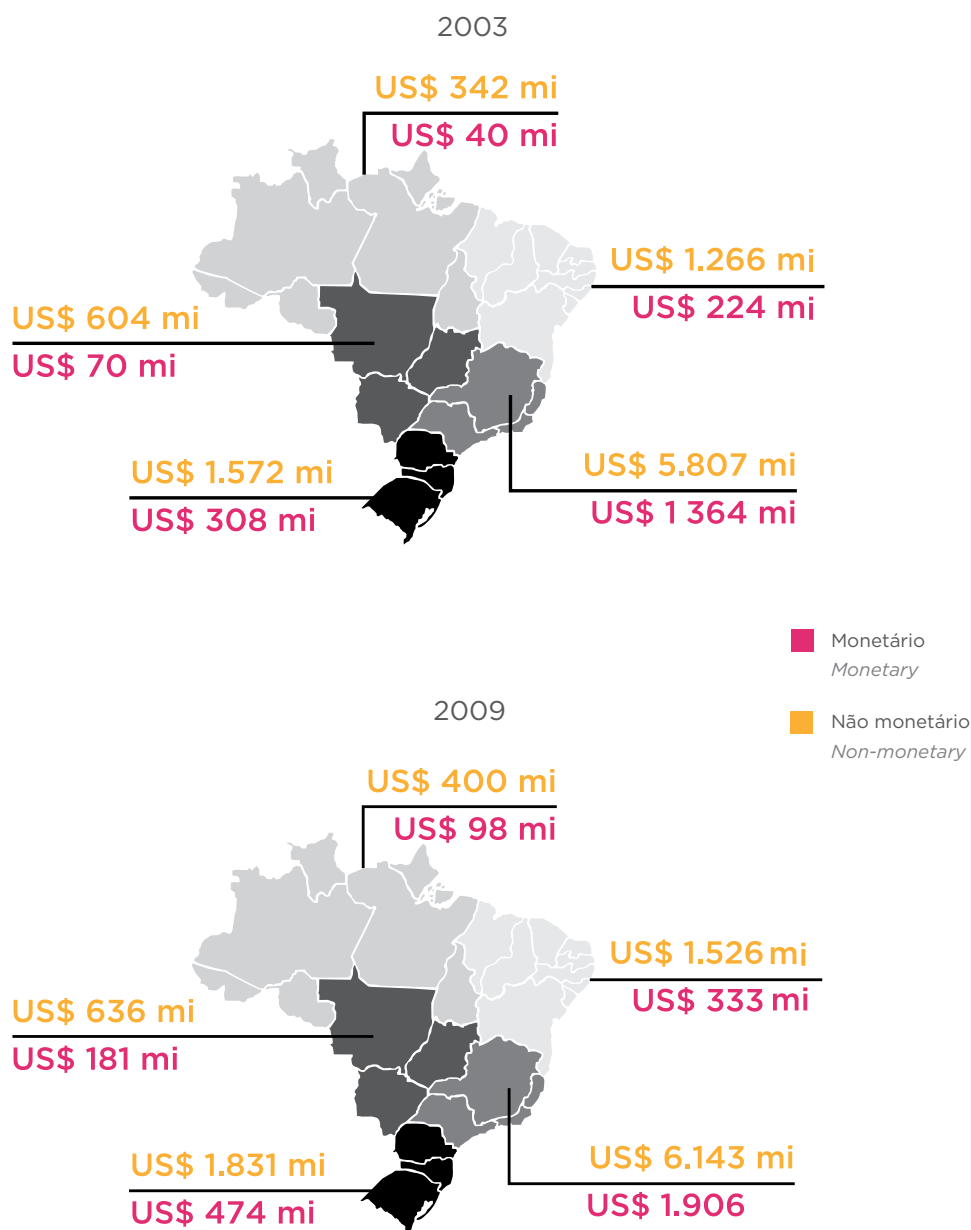 2003
US$ 342 mi
US$ 40 mi
US$ 1.266 mi
US$ 224 mi
US$ 604 mi
US$ 70 mi
US$ 1.572 mi
US$ 308 mi
US$ 5.807 mi
US$ 1 364 mi
Monetário
Monetary
Não monetário
Non-monetary
2009
US$ 400 mi
US$ 98 mi
US$ 1.526 mi
US$ 333 mi
US$ 636 mi
US$ 181 mi
US$ 1.831 mi
US$ 474 mi
US$ 6.143 mi
US$ 1.906